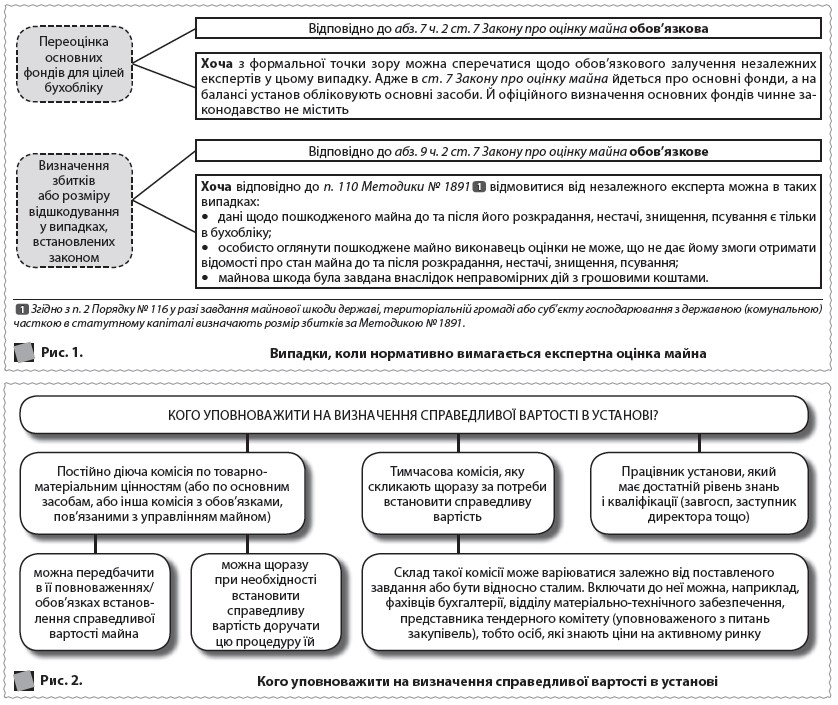 Переоцінка
основних
фондів для цілей
бухобліку
Відповідно до абз. 7 ч. 2 ст. 7 Закону про оцінку майна обов’язкова
Хоча з формальної точки зору можна сперечатися щодо обов’язкового залучення незалежних
експертів у цьому випадку. Адже в ст. 7 Закону про оцінку майна йдеться про основні фонди, а на
балансі установ обліковують основні засоби. Й офіційного визначення основних фондів чинне за-
конодавство не містить
Визначення
збитків
або розміру
відшкодування
у випадках,
встановлених
законом
Відповідно до абз. 9 ч. 2 ст. 7 Закону про оцінку майна обов’язкове
Хоча відповідно до п. 110 Методики № 1891 1 відмовитися від незалежного експерта можна в таких
випадках:
• дані щодо пошкодженого майна до та після його розкрадання, нестачі, знищення, псування є тільки
в бухобліку;
• особисто оглянути пошкоджене майно виконавець оцінки не може, що не дає йому змоги отримати
відомості про стан майна до та після розкрадання, нестачі, знищення, псування;
• майнова шкода була завдана внаслідок неправомірних дій з грошовими коштами.
1 Згідно з п. 2 Порядку № 116 у разі завдання майнової шкоди державі, територіальній громаді або суб’єкту господарювання з державною (комунальною)
часткою в статутному капіталі визначають розмір збитків за Методикою № 1891.
Рис. 1. Випадки, коли нормативно вимагається експертна оцінка майна
КОГО УПОВНОВАЖИТИ НА ВИЗНАЧЕННЯ СПРАВЕДЛИВОЇ ВАРТОСТІ В УСТАНОВІ?
Постійно діюча комісія по товарно-
матеріальним цінностям (або по основним
засобам, або інша комісія з обов’язками,
пов’язаними з управлінням майном)
Тимчасова комісія, яку
скликають щоразу за потреби
встановити справедливу
вартість
Працівник установи, який
має достатній рівень знань
і кваліфікації (завгосп, заступник
директора тощо)
можна передбачити
в її повноваженнях/
обов’язках встанов-
лення справедливої
вартості майна
можна щоразу
при необхідності
встановити
справедливу
вартість доручати
цю процедуру їй
Склад такої комісії може варіюватися залежно від поставленого
завдання або бути відносно сталим. Включати до неї можна, наприклад,
фахівців бухгалтерії, відділу матеріально-технічного забезпечення,
представника тендерного комітету (уповноваженого з питань
закупівель), тобто осіб, які знають ціни на активному ринку
Рис. 2. Кого уповноважити на визначення справедливої вартості в установі